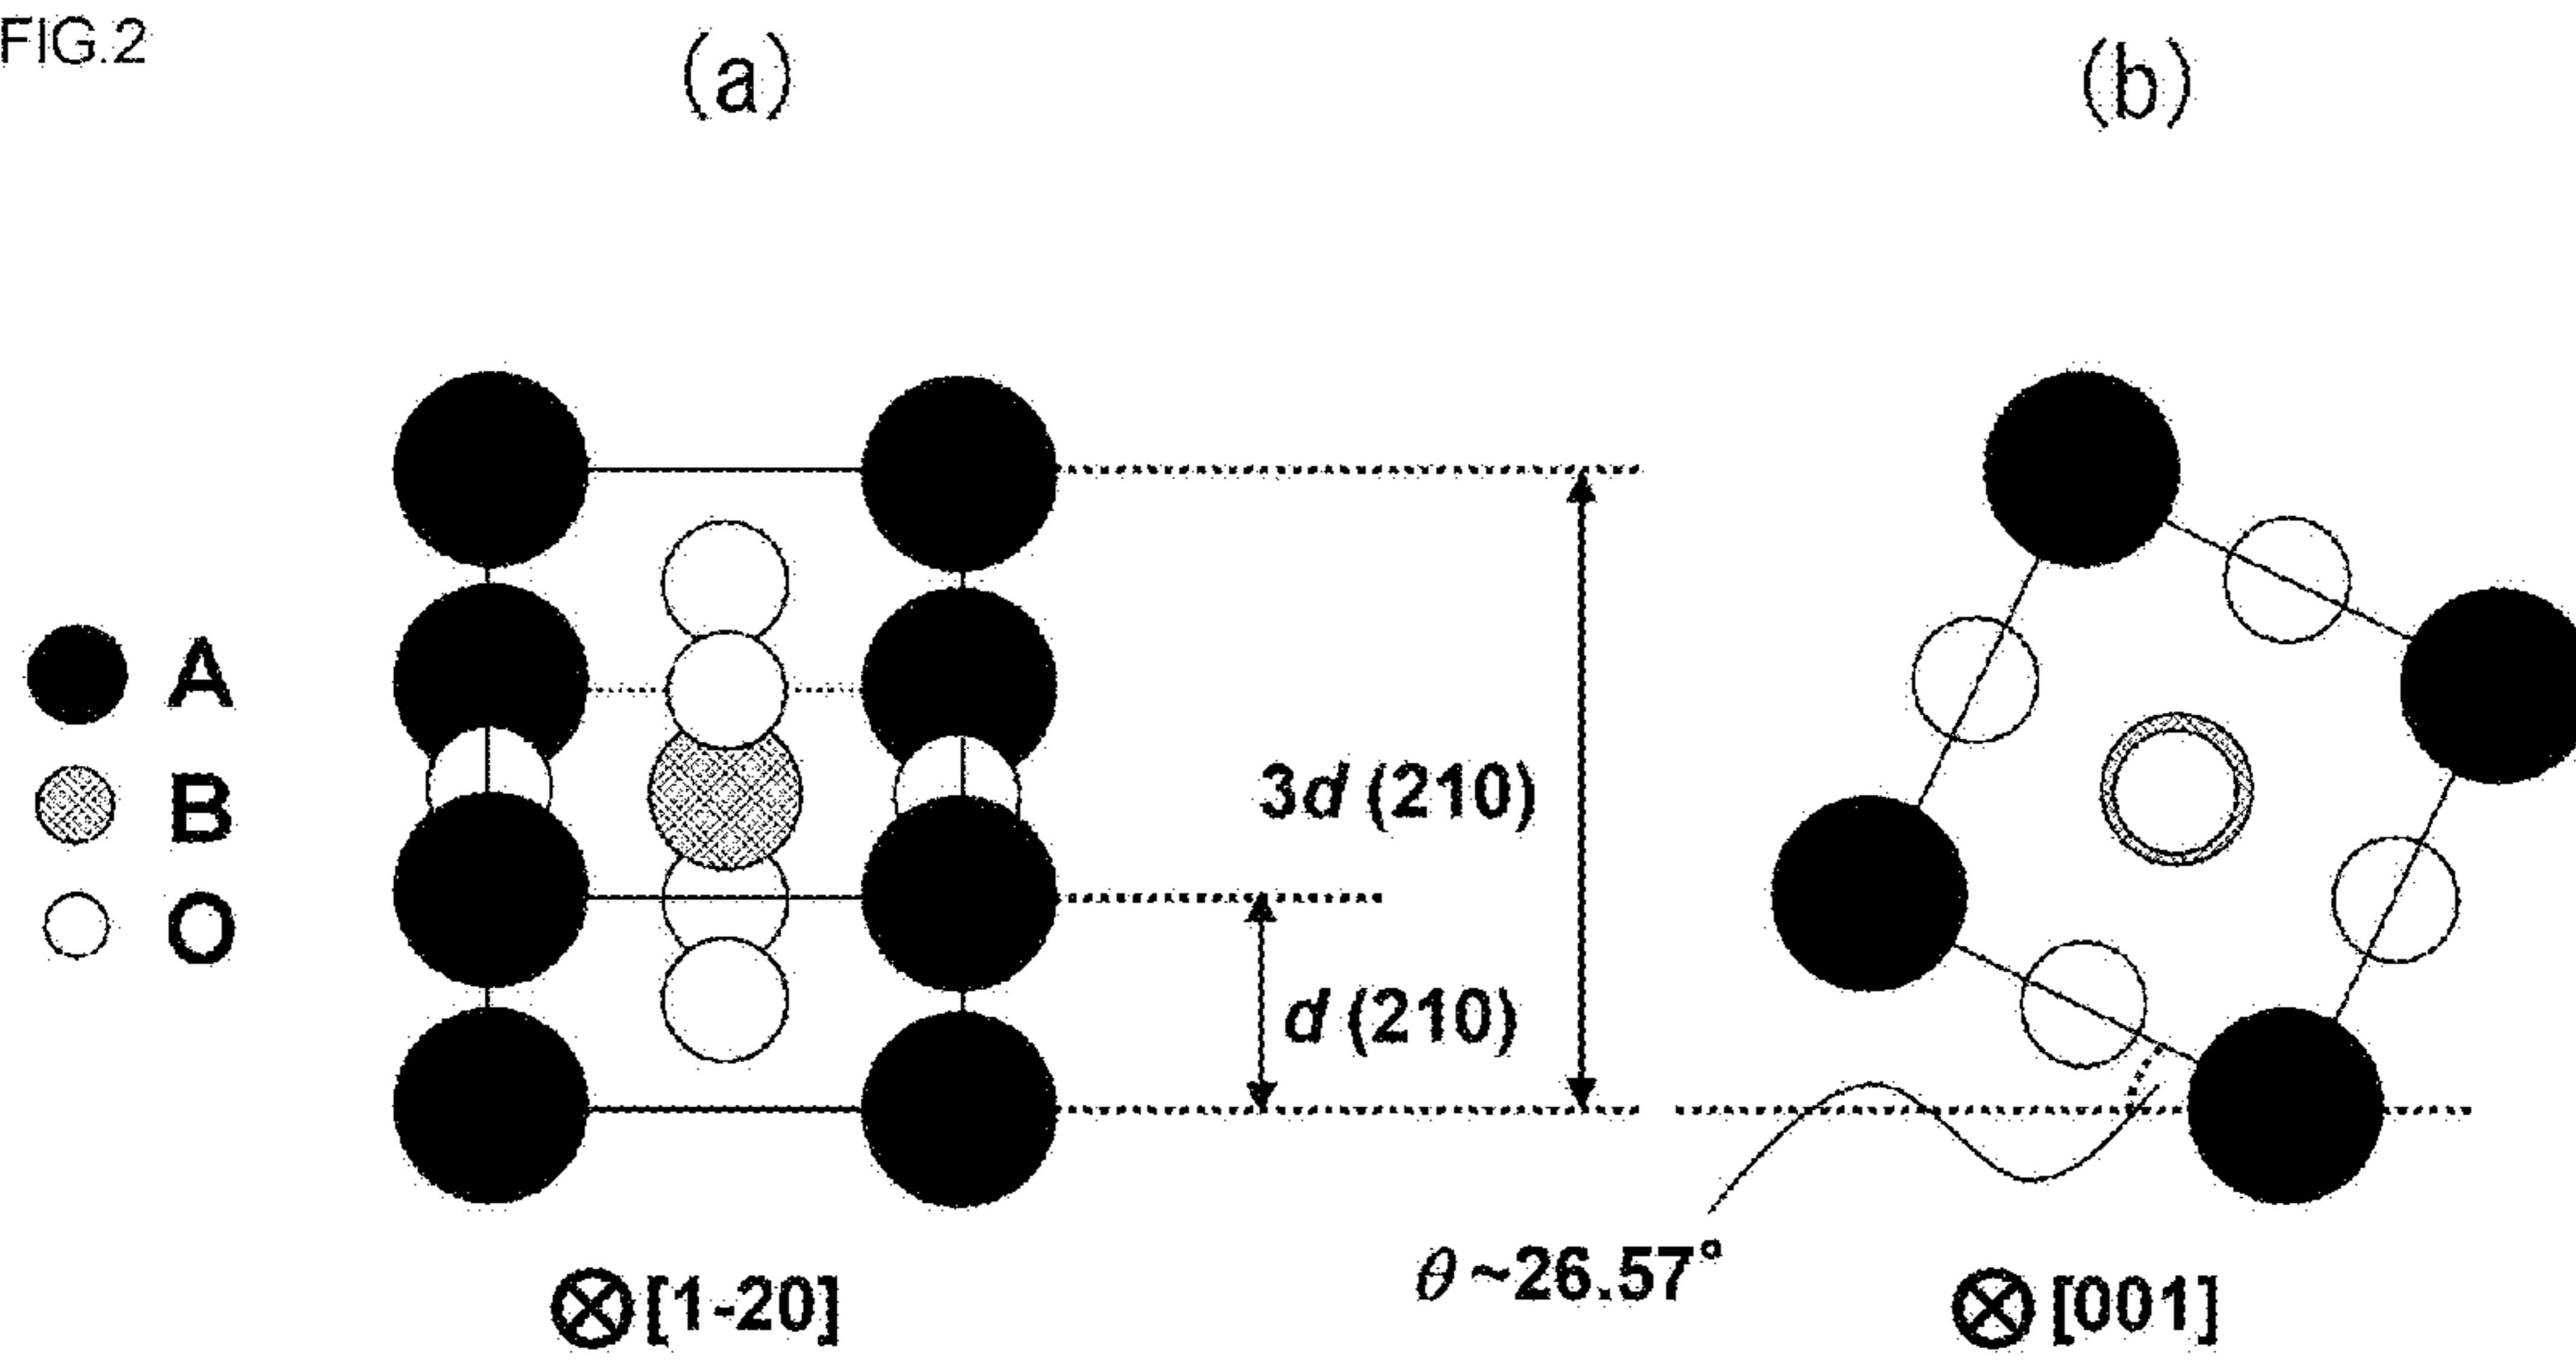 FIG.2
(a)
(b)
A
B
O
3d (210)
d (210)
θ ~26.57°
⊗[1-20]
⊗[001]